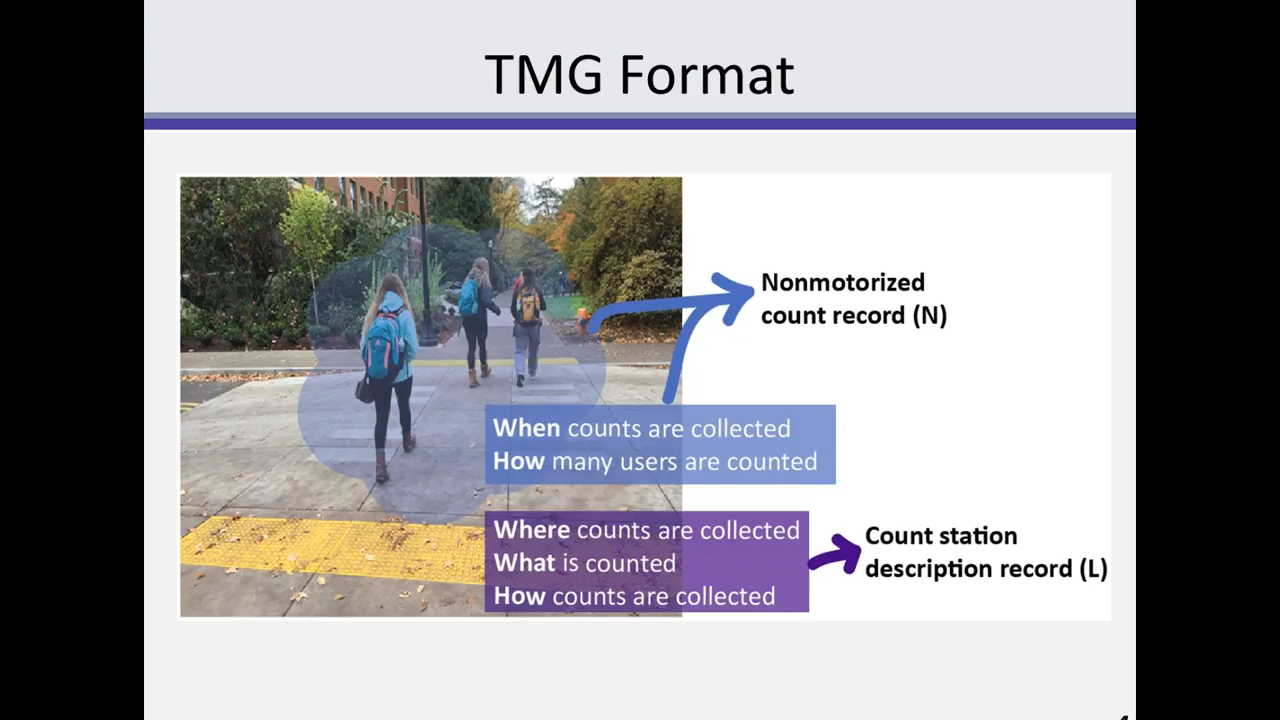 TMG Format
Nonmotorized
count record (N)
When counts are collected
How many users are counted
Where counts are collected
What is counted
How counts are collected
Count station
description record (L)